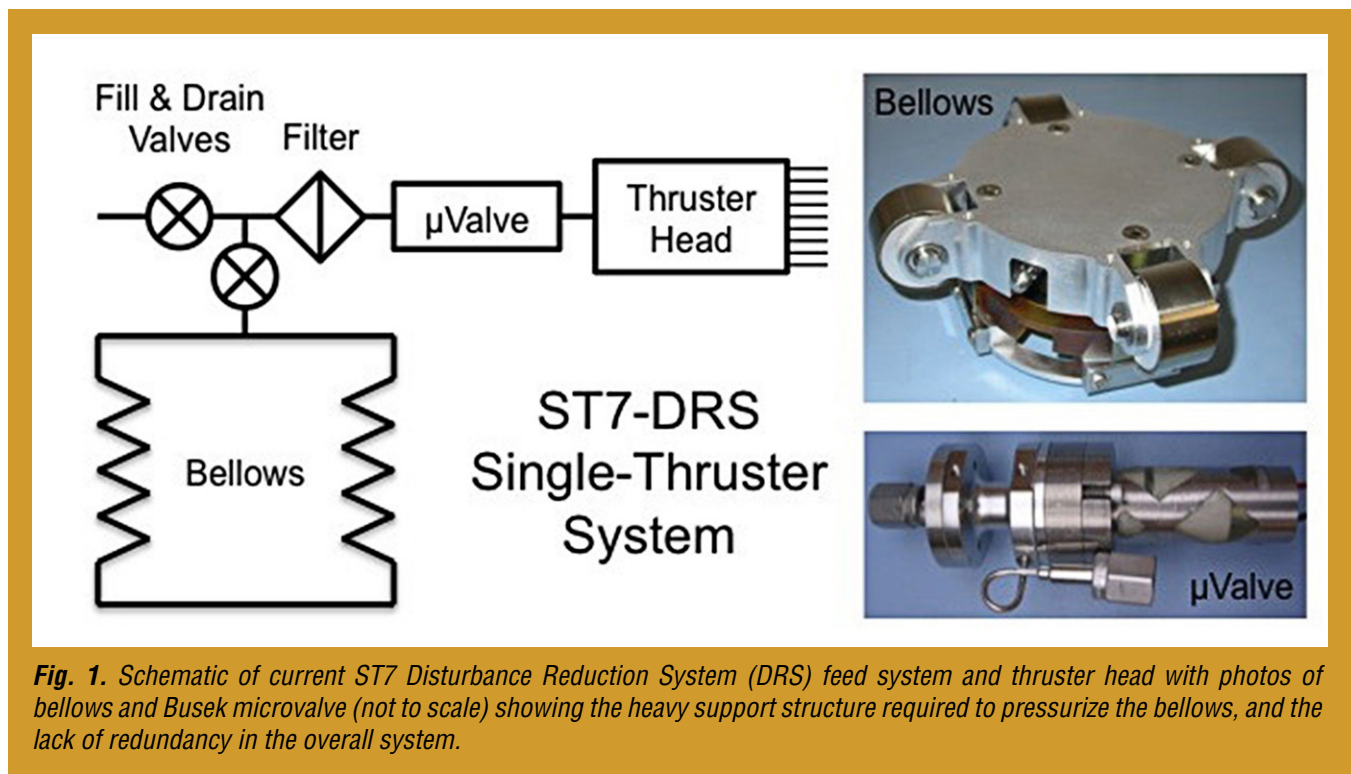 Fill & Drain
Valves
Filter
µValve
Thruster
Head
Bellows
ST7-DRS
Single-Thruster
System
Bellows
µValve
Fig. 1. Schematic of current ST7 Disturbance Reduction System (DRS) feed system and thruster head with photos of
bellows and Busek microvalve (not to scale) showing the heavy support structure required to pressurize the bellows, and the
lack of redundancy in the overall system.